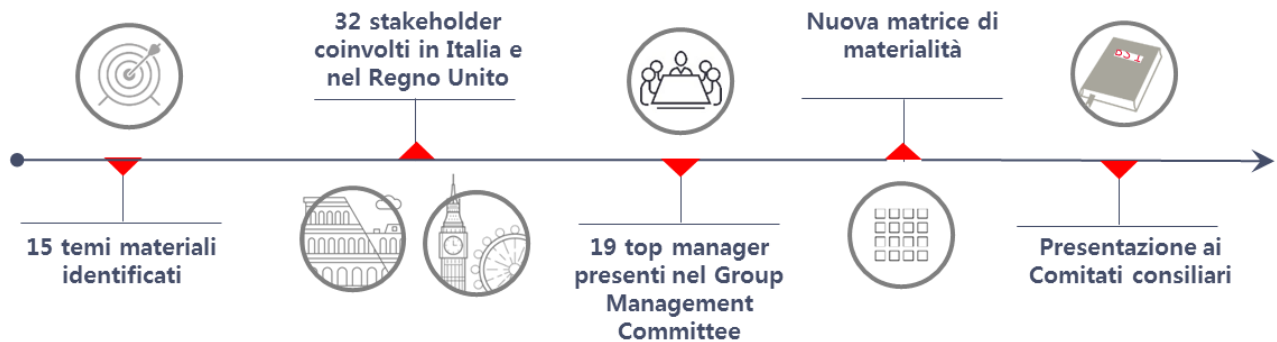 32 stakeholder
coinvolti in Italia e
nel Regno Unito
Nuova matrice di
materialità
15 temi materiali
identificati
19 top manager
presenti nel Group
Management
Committee
Presentazione ai
Comitati consiliari